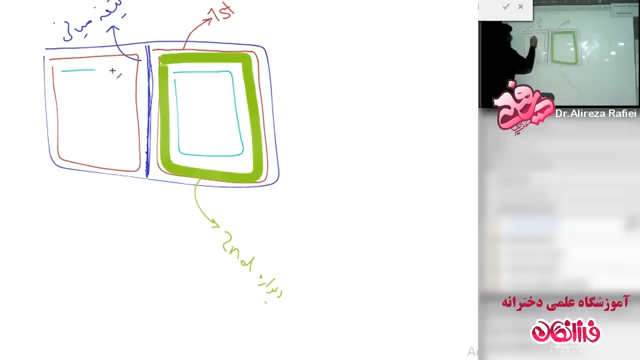 تیغه میانی
1st
2nd
دیواره
Dr.Alireza Rafiei
آموزشگاه علمی دخترانه
فرزانگان